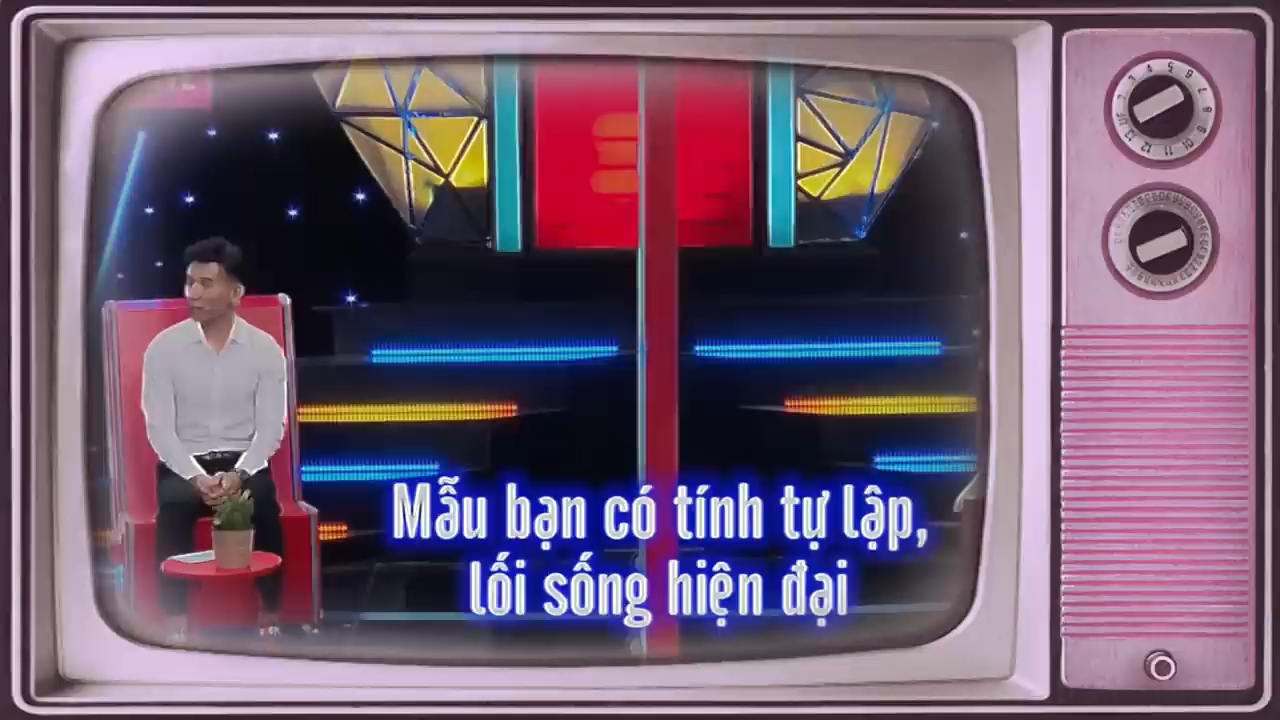 Mẫu bạn có tính tự lập,
lối sống hiện đại